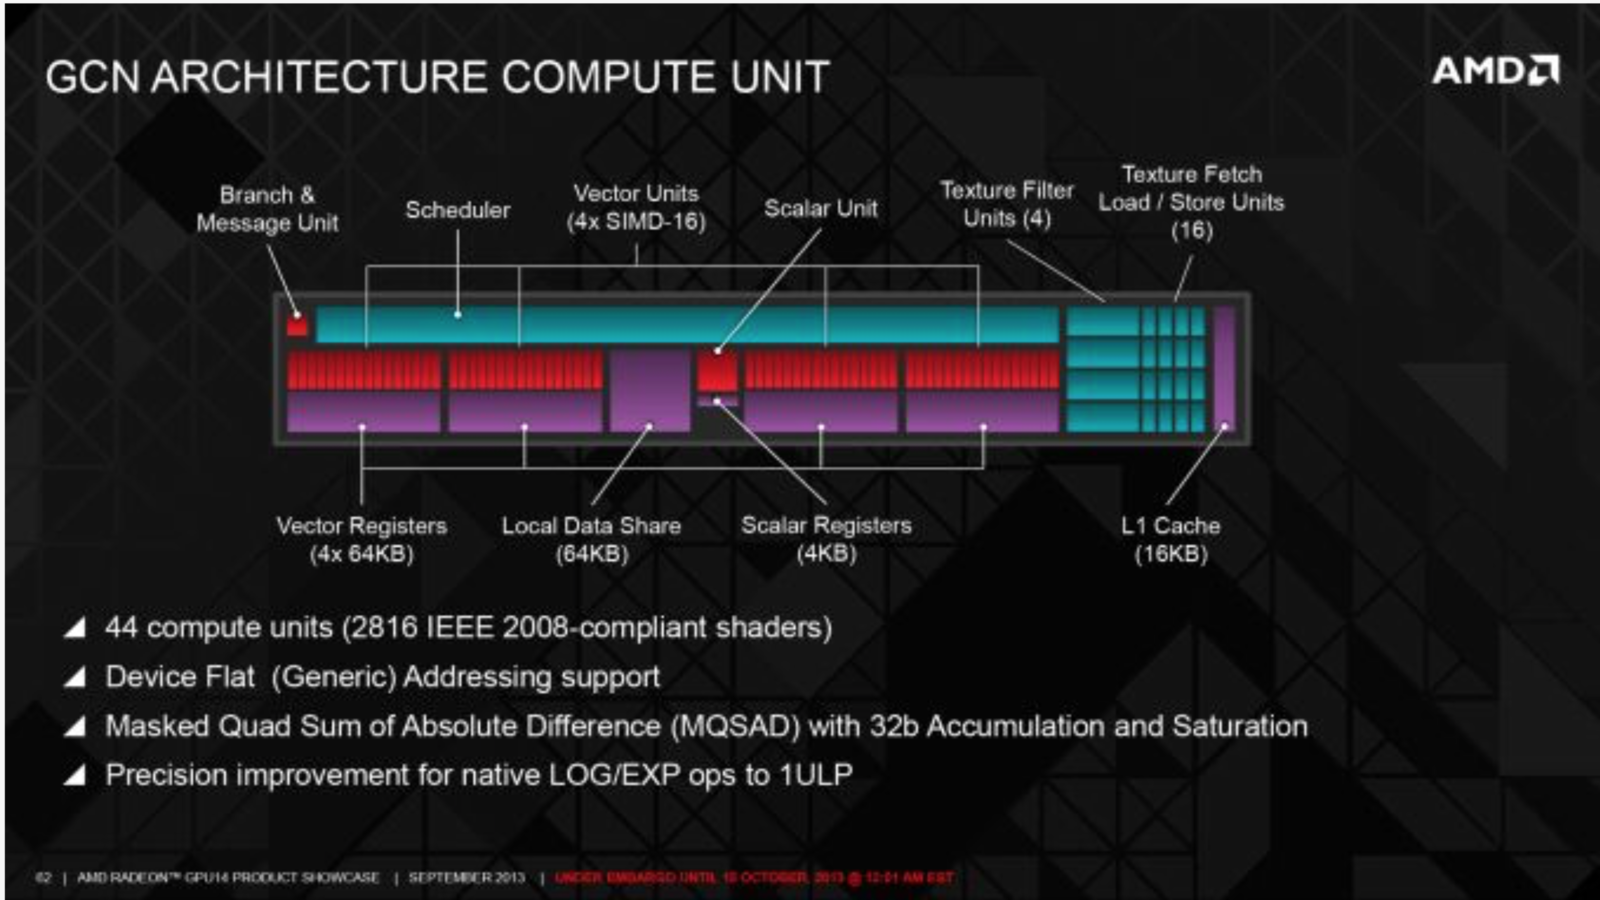 GCN ARCHITECTURE COMPUTE UNIT
AMD
Branch &
Message Unit
Scheduler
Vector Units
(4x SIMD-16)
Scalar Unit
Texture Filter
Units (4)
Texture Fetch
Load / Store Units
(16)
Vector Registers
(4x 64KB)
Local Data Share
(64KB)
Scalar Registers
(4KB)
L1 Cache
(16KB)
44 compute units (2816 IEEE 2008-compliant shaders)
Device Flat (Generic) Addressing support
Masked Quad Sum of Absolute Difference (MQSAD) with 32b Accumulation and Saturation
Precision improvement for native LOG/EXP ops to 1ULP
62 | AMD RADEON™ GPU14 PRODUCT SHOWCASE | SEPTEMBER 2013 | UNDER EMBARGO UNTIL OCTOBER, 2013 @ 12:01 AM EST